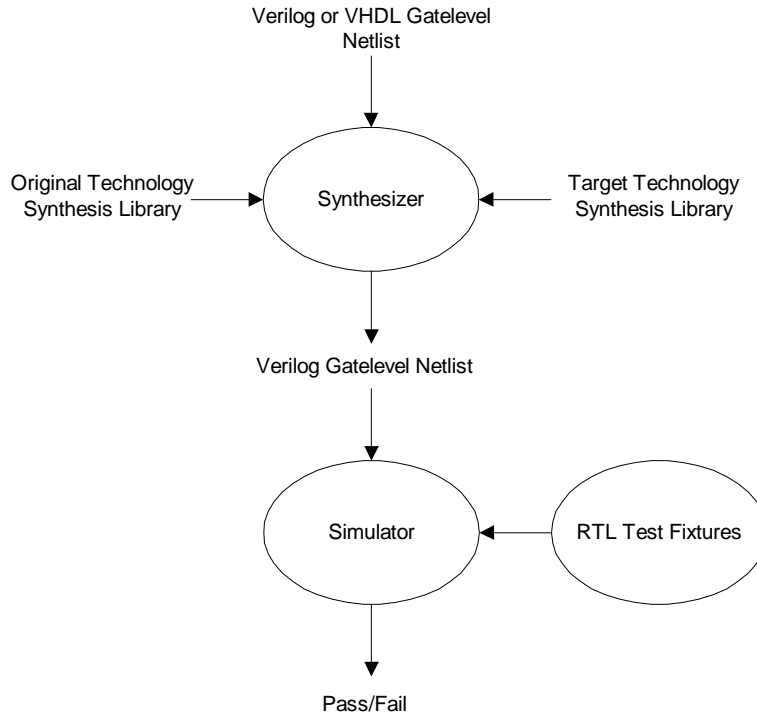 Verilog or VHDL Gatelevel
Netlist
Original Technology
Synthesis Library
Synthesizer
Target Technology
Synthesis Library
Verilog Gatelevel Netlist
Simulator
RTL Test Fixtures
Pass/Fail